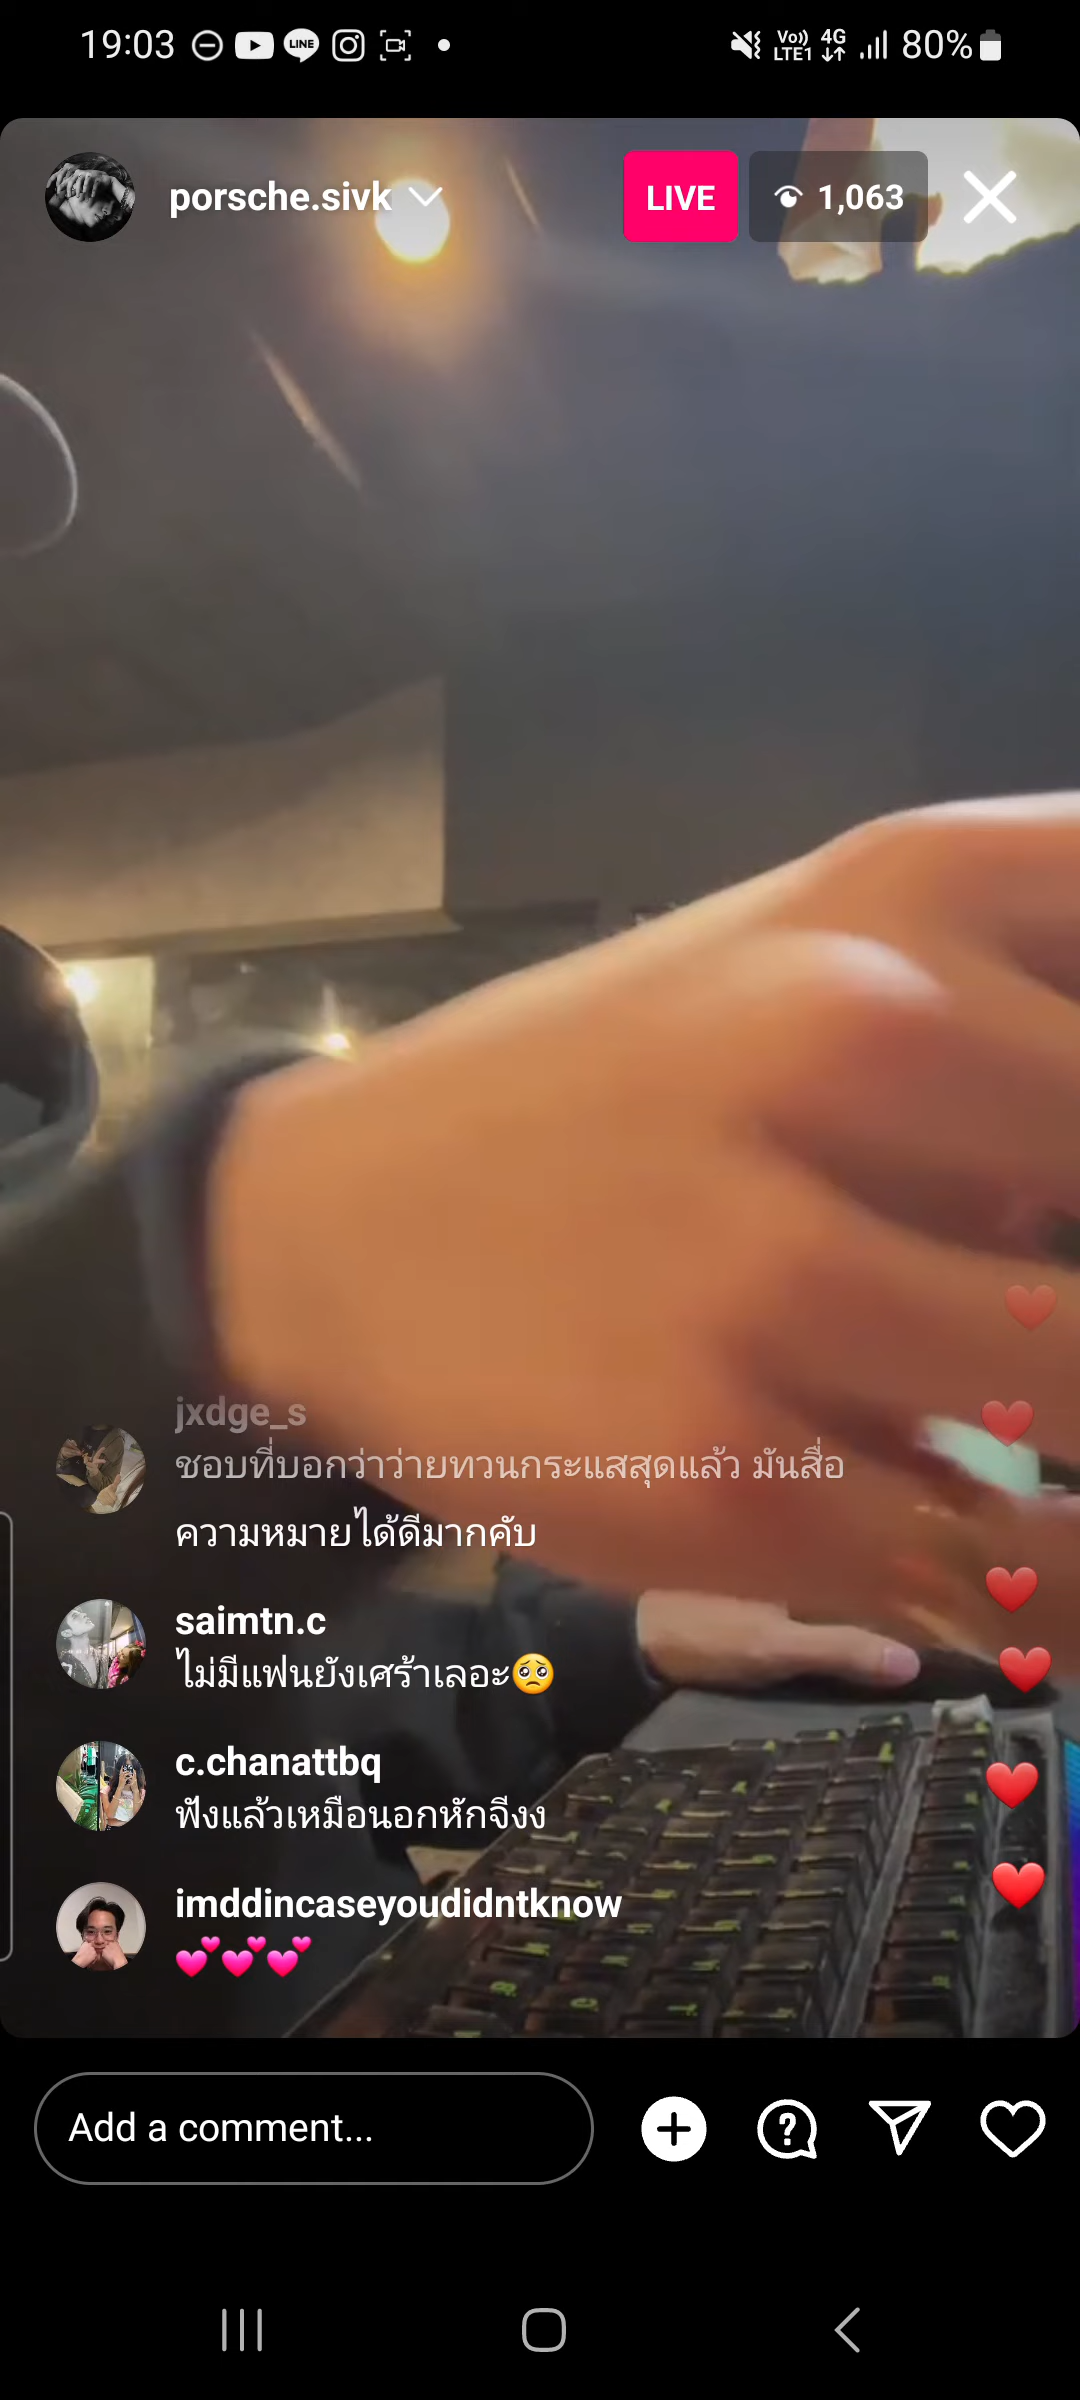 19:03
LINE
Vo))
LTE1
4G
80%
porsche.sivk
LIVE
1,063
jxdge_s
ชอบที่บอกว่าว่ายทวนกระแสสุดแล้ว มันสื่อ
ความหมายได้ดีมากคับ
saimtn.c
ไม่มีแฟนยังเศร้าเลอะ🥺
c.chanattbq
ฟังแล้วเหมือนอกหักจีงง
imddincaseyoudidntknow
💕💕💕
Add a comment...